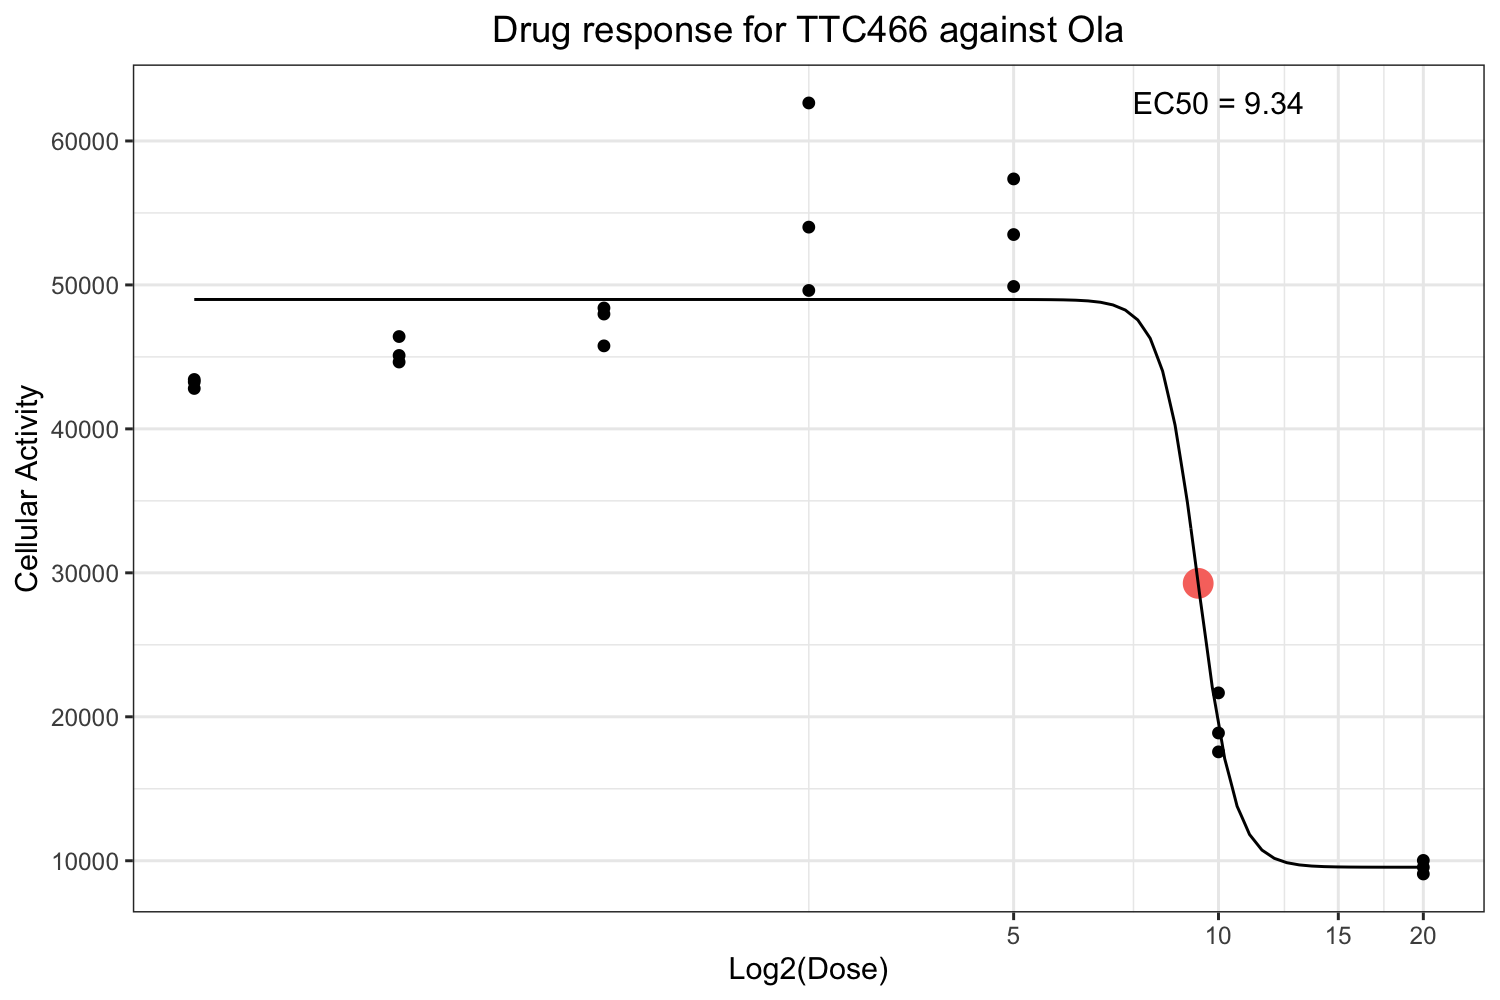 Drug response for TTC466 against Ola
EC50 = 9.34
60000
50000
40000
30000
20000
10000
Cellular Activity
5 10 15 20
Log2(Dose)